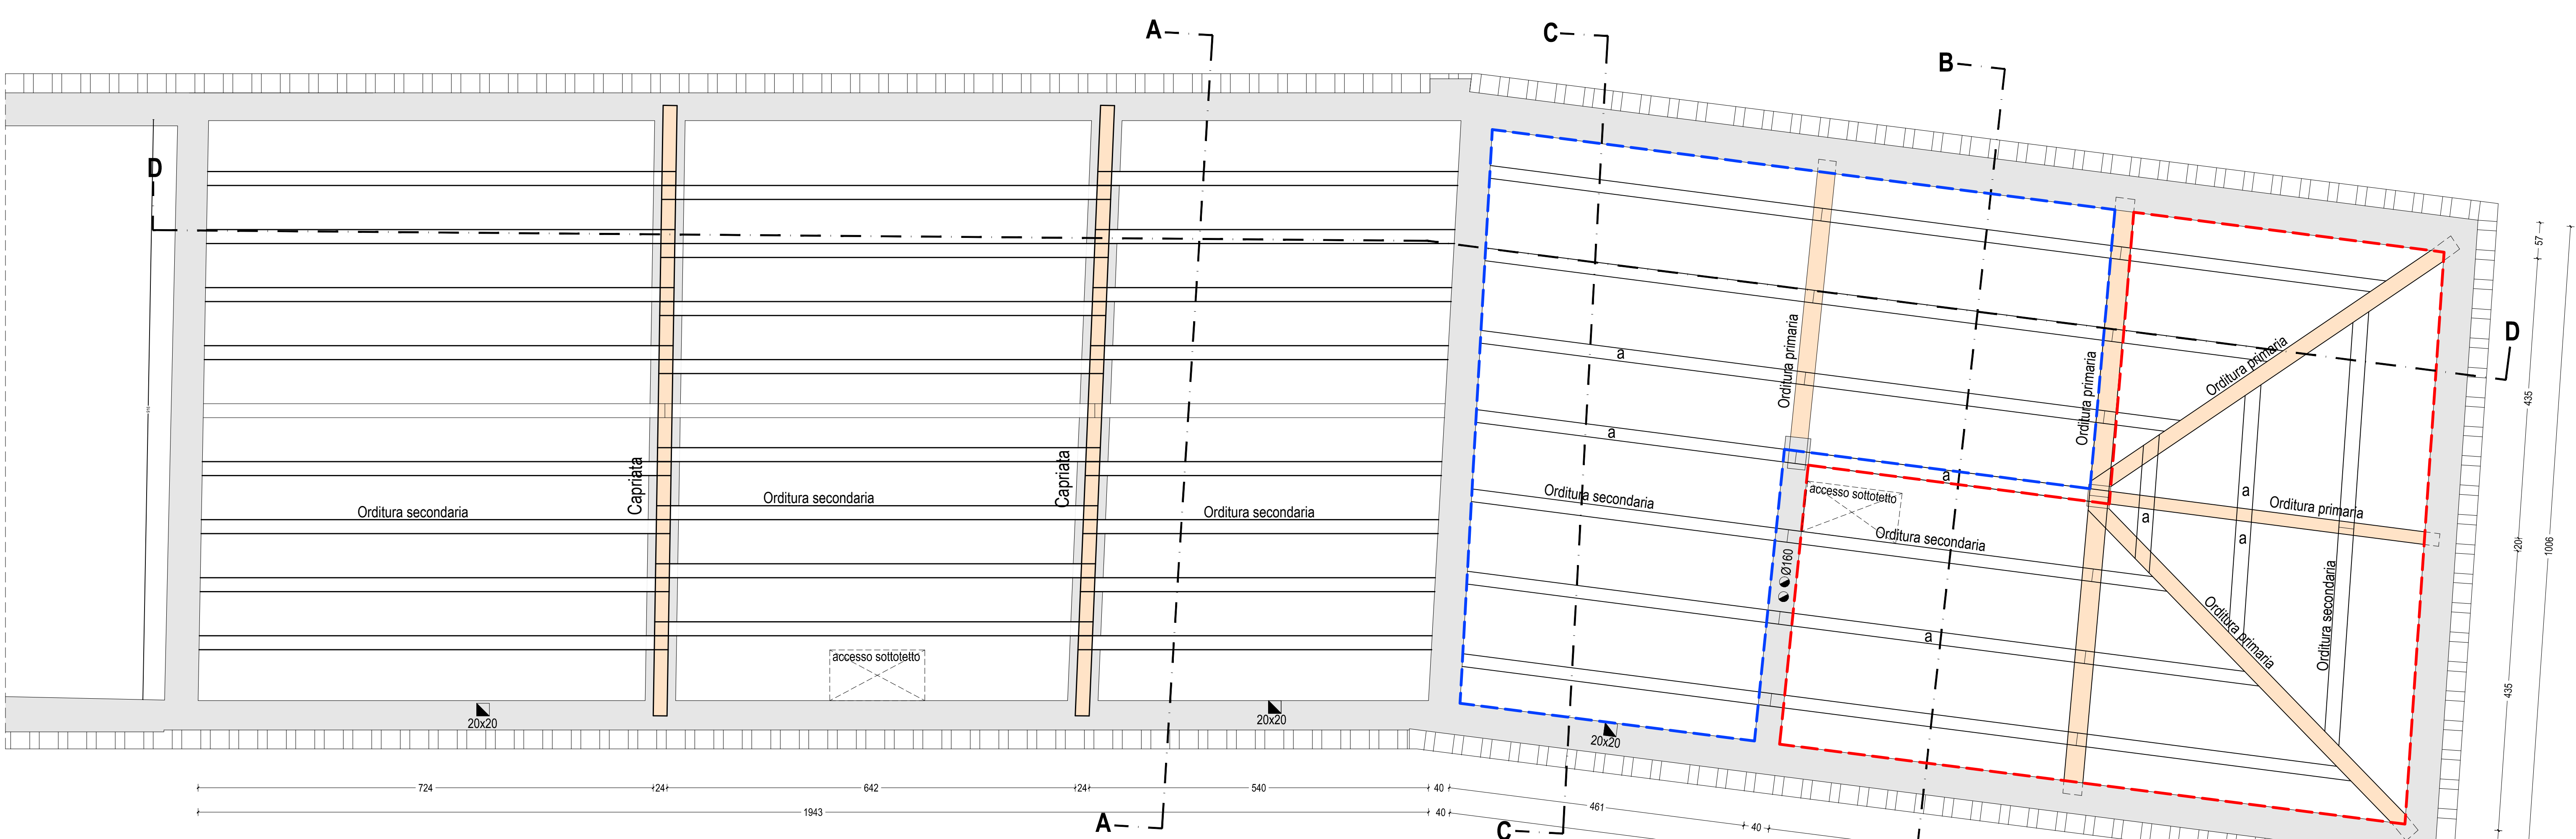 A
C
B
D
57
435
1006
D
Orditura primaria
Orditura primaria
Orditura primaria
a
a
a
a
a
a
a
Capriata
Capriata
Orditura secondaria
Orditura secondaria
Orditura secondaria
Orditura secondaria
accesso sottotetto
Orditura primaria
Orditura secondaria
20
Ø160
Orditura secondaria
Orditura primaria
a
accesso sottotetto
435
20x20
20x20
20x20
724
24
642
24
540
40
461
40
1943
40
A
C